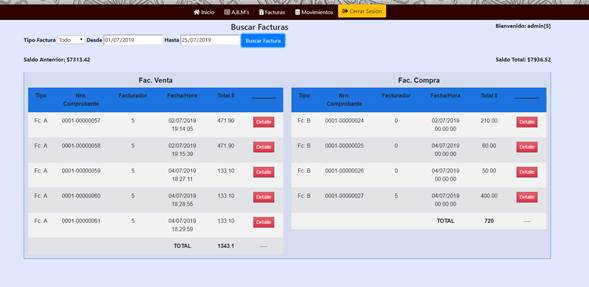 Inicio A.B.M's Facturas Movimientos Cerrar Sesion
Buscar Facturas
Bienvenido: admin[5]
Tipo Factura Todo Desde 01/07/2019 Hasta 25/07/2019 Buscar Factura
Saldo Anterrior: $7313.42
Saldo Total: $7936.52
Fac. Venta
Tipo Nro. Comprobante Facturador Fecha/Hora Total $
Fc: A 0001-00000057 5 02/07/2019 19:14:05 471.90 Detalle
Fc: A 0001-00000058 5 02/07/2019 19:15:39 471.90 Detalle
Fc: A 0001-00000059 5 04/07/2019 18:27:11 133.10 Detalle
Fc: A 0001-00000060 5 04/07/2019 18:28:55 133.10 Detalle
Fc: A 0001-00000061 5 04/07/2019 18:29:59 133.10 Detalle
TOTAL 1343.1 ----
Fac. Compra
Tipo Nro. Comprobante Facturador Fecha/Hora Total $
Fc: B 0001-00000024 0 02/07/2019 00:00:00 210.00 Detalle
Fc: B 0001-00000025 0 04/07/2019 00:00:00 60.00 Detalle
Fc: B 0001-00000026 0 04/07/2019 00:00:00 50.00 Detalle
Fc: B 0001-00000027 5 04/07/2019 00:00:00 400.00 Detalle
TOTAL 720 ----